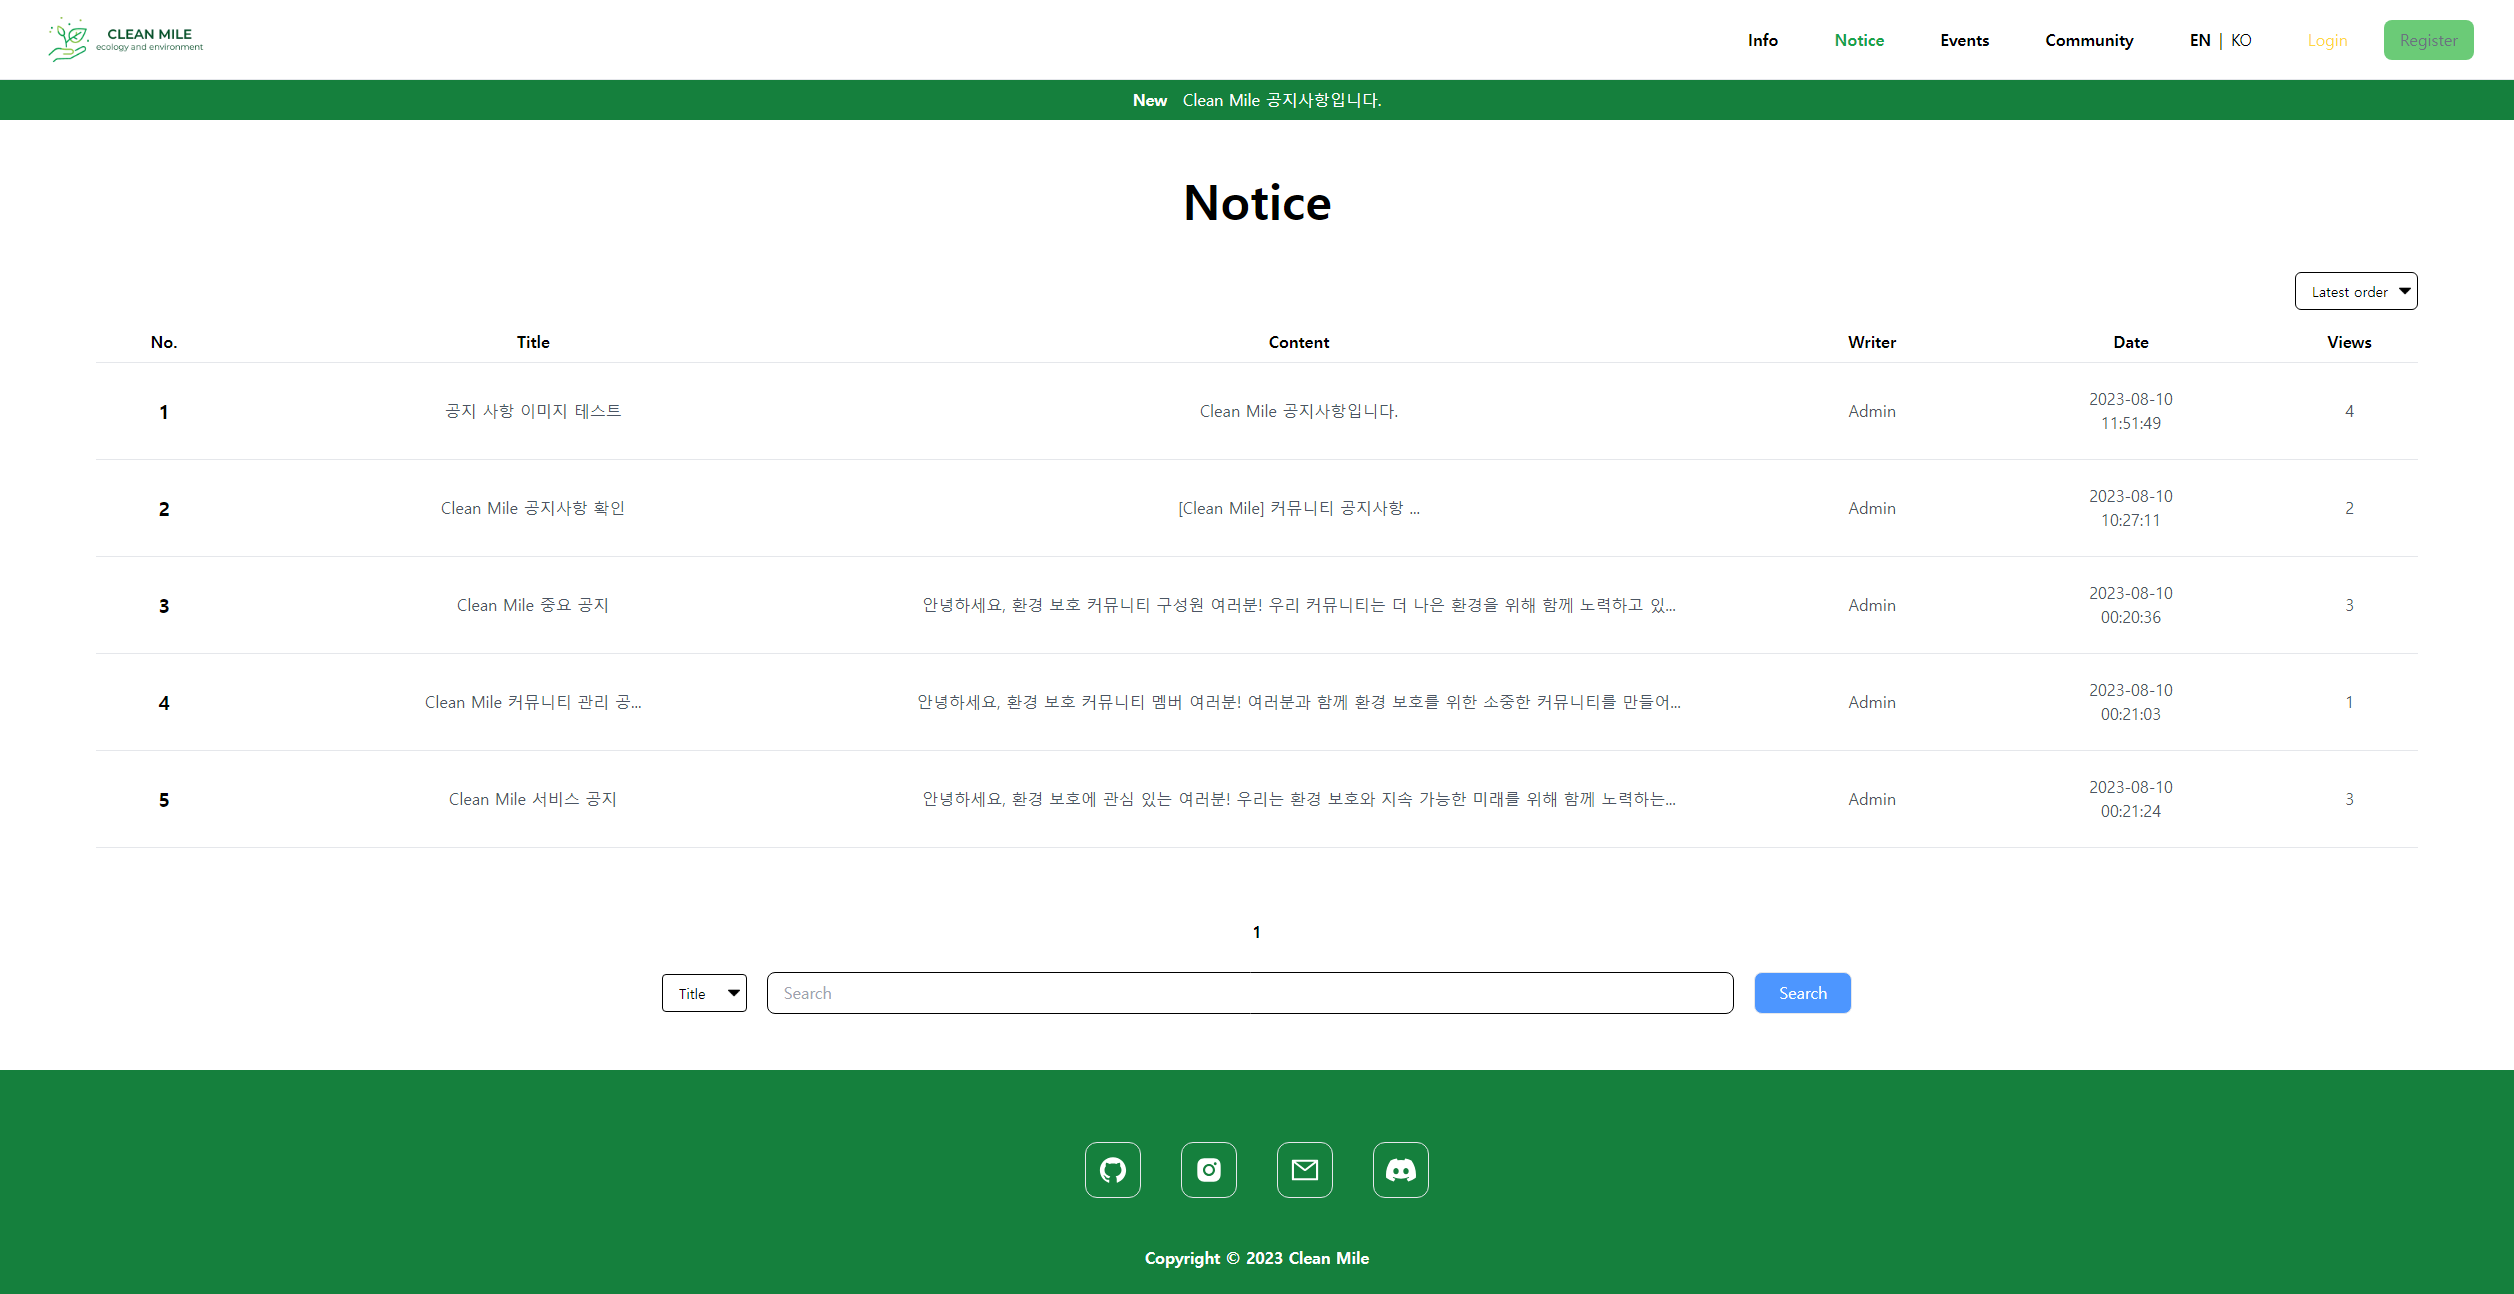 CLEAN MILE
ecology and environment
Info Notice Events Community EN | KO Login Register
New Clean Mile 공지사항입니다.
Notice
Latest order
No. Title Content Writer Date Views
1 공지 사항 이미지 테스트 Clean Mile 공지사항입니다. Admin 2023-08-10 11:51:49 4
2 Clean Mile 공지사항 확인 [Clean Mile] 커뮤니티 공지사항 ... Admin 2023-08-10 10:27:11 2
3 Clean Mile 중요 공지 안녕하세요, 환경 보호 커뮤니티 구성원 여러분! 우리 커뮤니티는 더 나은 환경을 위해 함께 노력하고 있... Admin 2023-08-10 00:20:36 3
4 Clean Mile 커뮤니티 관리 공... 안녕하세요, 환경 보호 커뮤니티 멤버 여러분! 여러분과 함께 환경 보호를 위한 소중한 커뮤니티를 만들어... Admin 2023-08-10 00:21:03 1
5 Clean Mile 서비스 공지 안녕하세요, 환경 보호에 관심 있는 여러분! 우리는 환경 보호와 지속 가능한 미래를 위해 함께 노력하는... Admin 2023-08-10 00:21:24 3
1
Title Search Search
Copyright © 2023 Clean Mile